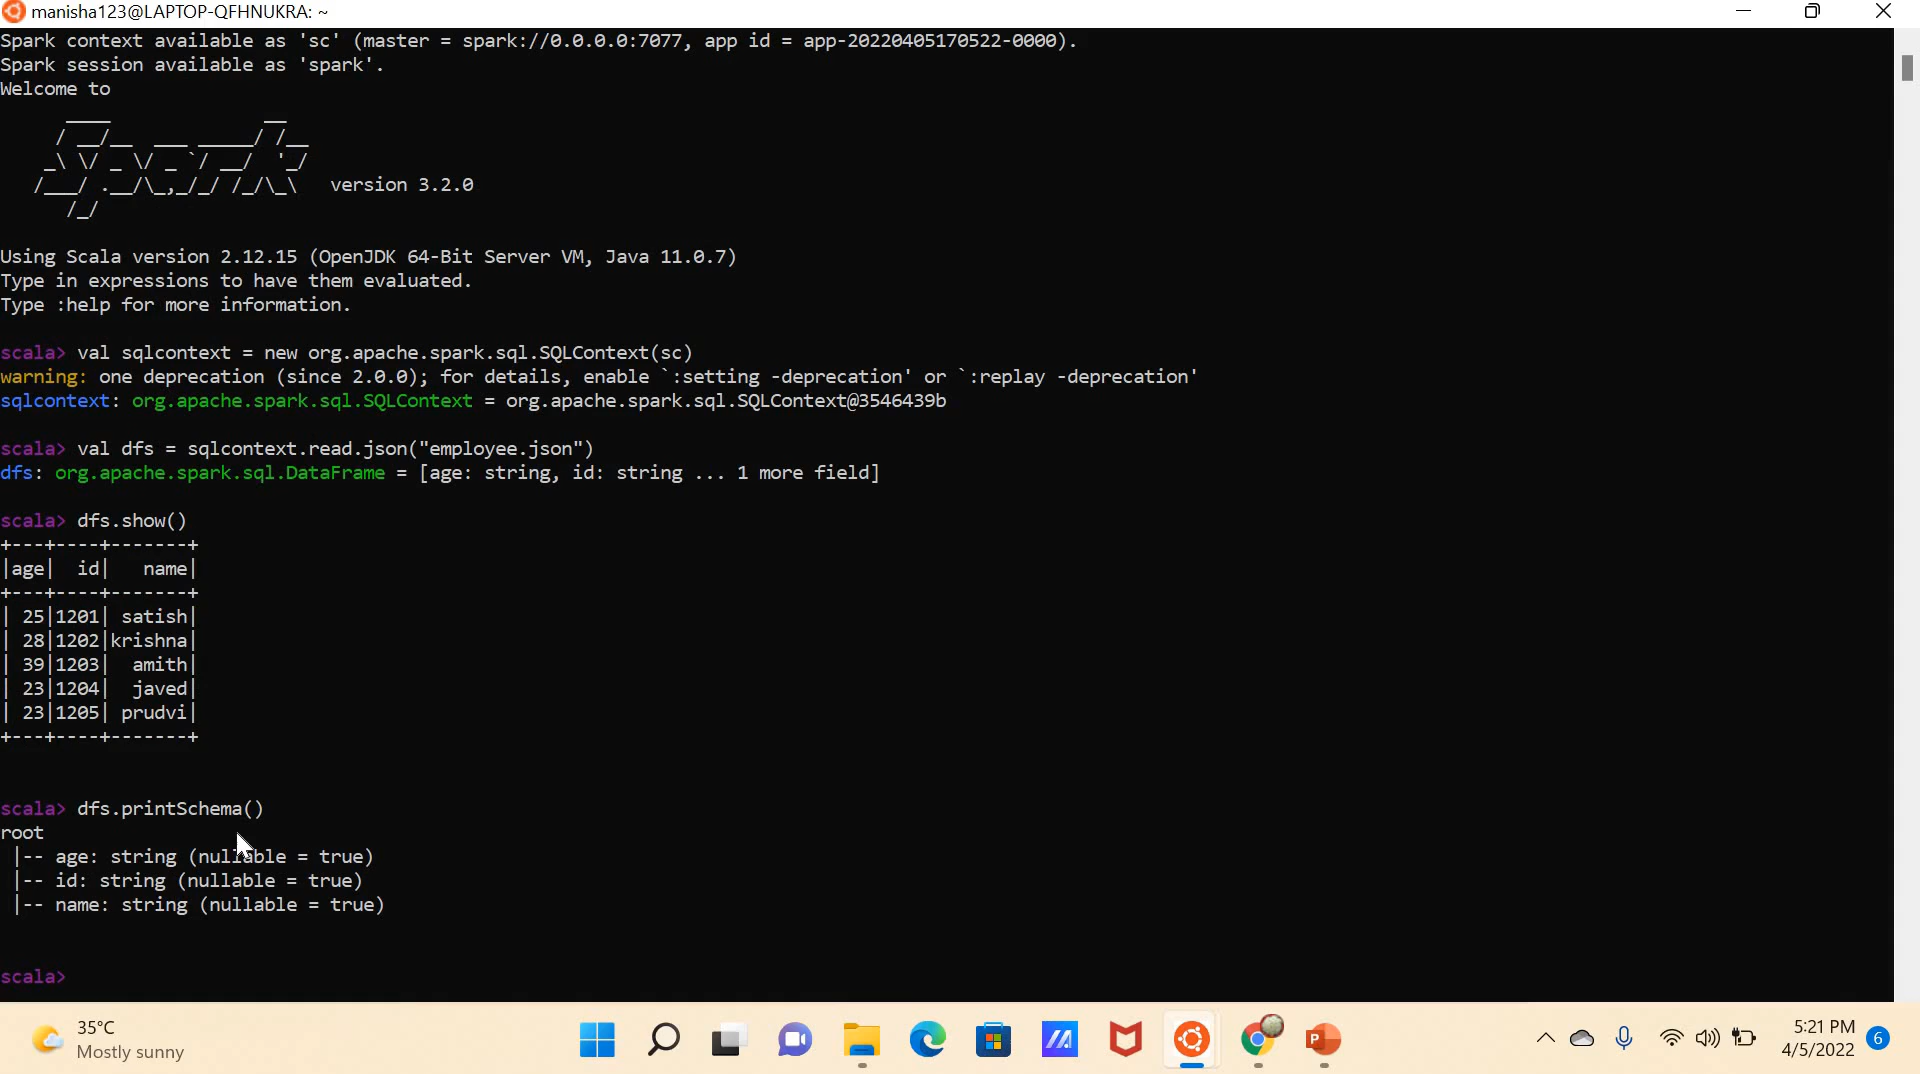 manisha123@LAPTOP-QFHNUKRA: ~
Spark context available as 'sc' (master = spark://0.0.0.0:7077, app id = app-20220405170522-0000).
Spark session available as 'spark'.
Welcome to
      ____              __
     / __/__  ___ _____/ /__
    _\ \/ _ \/ _ `/ __/  '_/
   /___/ .__/\_,_/_/ /_/\_\   version 3.2.0
      /_/
Using Scala version 2.12.15 (OpenJDK 64-Bit Server VM, Java 11.0.7)
Type in expressions to have them evaluated.
Type :help for more information.
scala> val sqlcontext = new org.apache.spark.sql.SQLContext(sc)
warning: one deprecation (since 2.0.0); for details, enable `:setting -deprecation' or `:replay -deprecation'
sqlcontext: org.apache.spark.sql.SQLContext = org.apache.spark.sql.SQLContext@3546439b
scala> val dfs = sqlcontext.read.json("employee.json")
dfs: org.apache.spark.sql.DataFrame = [age: string, id: string ... 1 more field]
scala> dfs.show()
+---+----+-------+
|age|  id|   name|
+---+----+-------+
| 25|1201| satish|
| 28|1202|krishna|
| 39|1203|  amith|
| 23|1204|  javed|
| 23|1205| prudvi|
+---+----+-------+
scala> dfs.printSchema()
root
 |-- age: string (nullable = true)
 |-- id: string (nullable = true)
 |-- name: string (nullable = true)
scala>
35°C
Mostly sunny
5:21 PM
4/5/2022
6